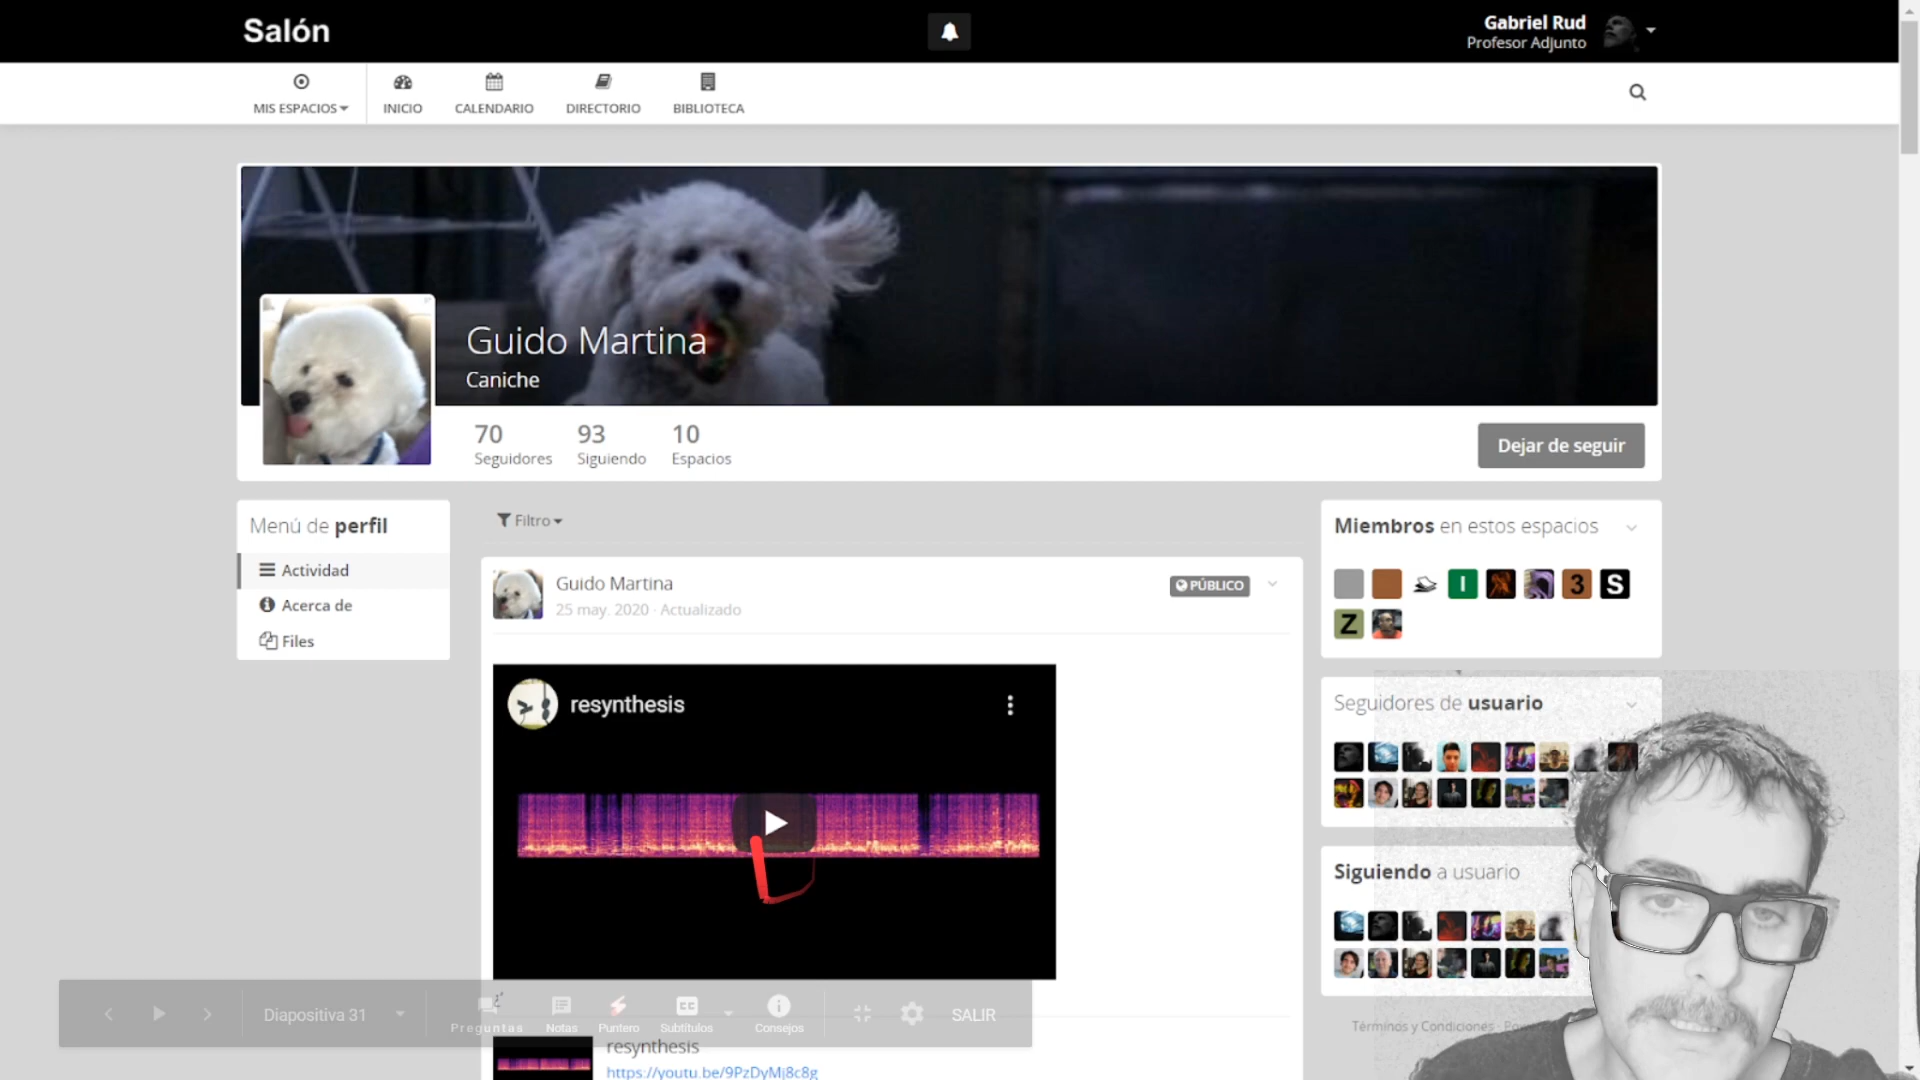 Salón
Gabriel Rud
Profesor Adjunto
MIS ESPACIOS
INICIO
CALENDARIO
DIRECTORIO
BIBLIOTECA
Guido Martina
Caniche
70
Seguidores
93
Siguiendo
10
Espacios
Dejar de seguir
Menú de perfil
Actividad
Acerca de
Files
Filtro
Guido Martina
25 may. 2020 · Actualizado
PÚBLICO
resynthesis
Miembros en estos espacios
I
3
S
Z
Seguidores de usuario
Siguiendo a usuario
Términos y Condiciones ·
Diapositiva 31
Preguntas
Notas
Puntero
CC
Subtítulos
Consejos
SALIR
resynthesis
https://youtu.be/9PzDyMj8c8g